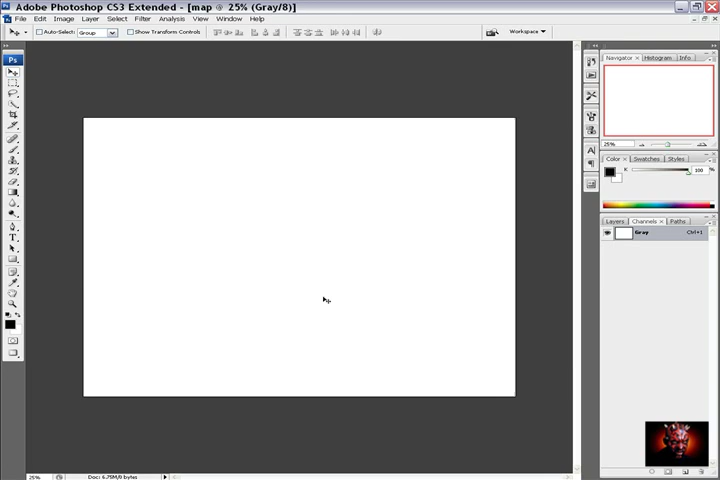 Adobe Photoshop CS3 Extended - [map @ 25% (Gray/8)]
File Edit Image Layer Select Filter Analysis View Window Help
Auto-Select: Group Show Transform Controls Workspace
Ps
Navigator Histogram Info
25%
Color Swatches Styles
K 100 %
Layers Channels Paths
Gray Ctrl+1
A
T
25% Doc: 6.75M/0 bytes